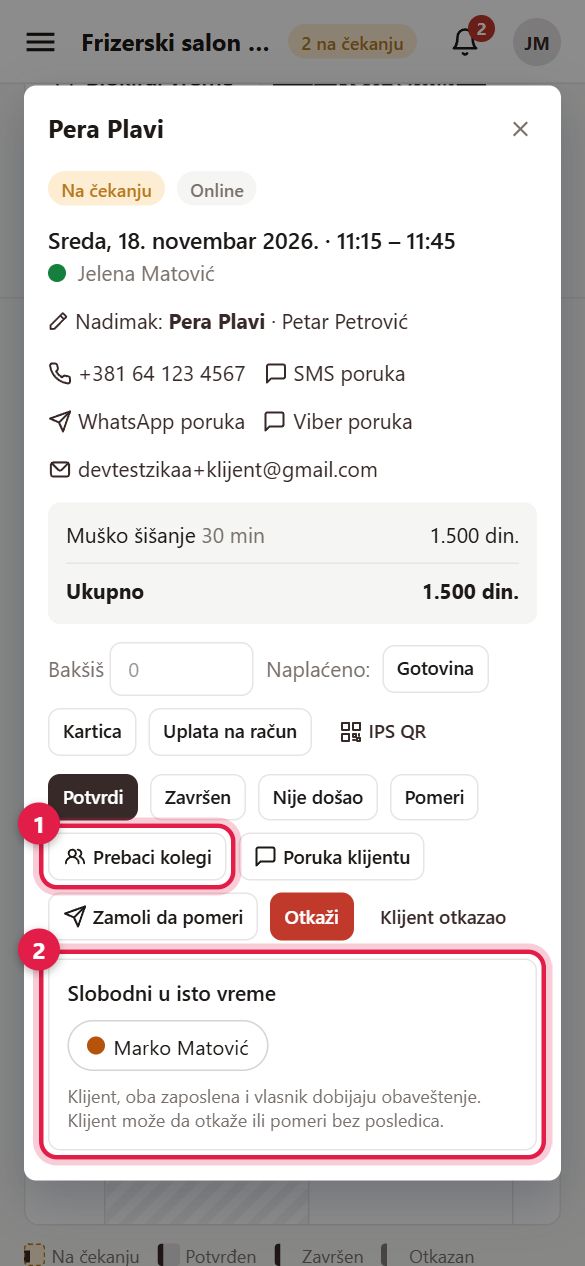 Frizerski salon ... 2 na čekanju 2 JM
Pera Plavi
Na čekanju Online
Sreda, 18. novembar 2026. · 11:15 – 11:45
Jelena Matović
Nadimak: Pera Plavi · Petar Petrović
+381 64 123 4567 SMS poruka
WhatsApp poruka Viber poruka
devtestzikaa+klijent@gmail.com
Muško šišanje 30 min 1.500 din.
Ukupno 1.500 din.
Bakšiš 0 Naplaćeno: Gotovina
Kartica Uplata na račun IPS QR
Potvrdi Završen Nije došao Pomeri
1 Prebaci kolegi Poruka klijentu
Zamoli da pomeri Otkaži Klijent otkazao
2
Slobodni u isto vreme
Marko Matović
Klijent, oba zaposlena i vlasnik dobijaju obaveštenje.
Klijent može da otkaže ili pomeri bez posledica.
Na čekanju Potvrđen Završen Otkazan